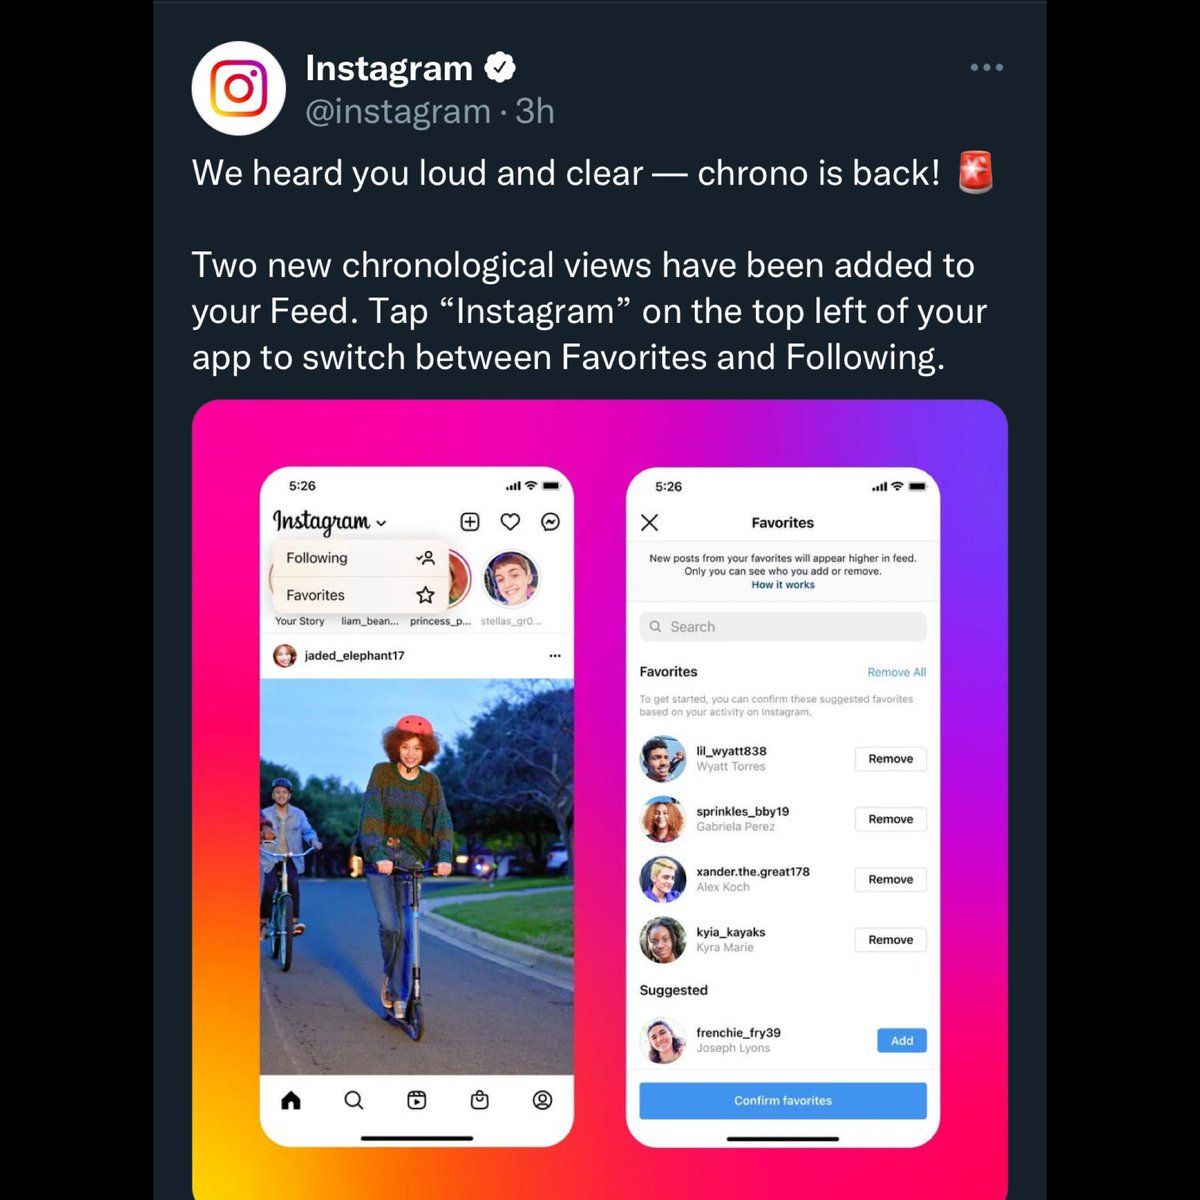 Instagram
@instagram · 3h
We heard you loud and clear — chrono is back! 🚨
Two new chronological views have been added to
your Feed. Tap “Instagram” on the top left of your
app to switch between Favorites and Following.
5:26
Instagram
Following
Favorites
Your Story liam_bean... princess_p... stellas_gr0...
jaded_elephant17
5:26
Favorites
New posts from your favorites will appear higher in feed.
Only you can see who you add or remove.
How it works
Search
Favorites Remove All
To get started, you can confirm these suggested favorites
based on your activity on Instagram.
lil_wyatt838
Wyatt Torres
Remove
sprinkles_bby19
Gabriela Perez
Remove
xander.the.great178
Alex Koch
Remove
kyia_kayaks
Kyra Marie
Remove
Suggested
frenchie_fry39
Joseph Lyons
Add
Confirm favorites